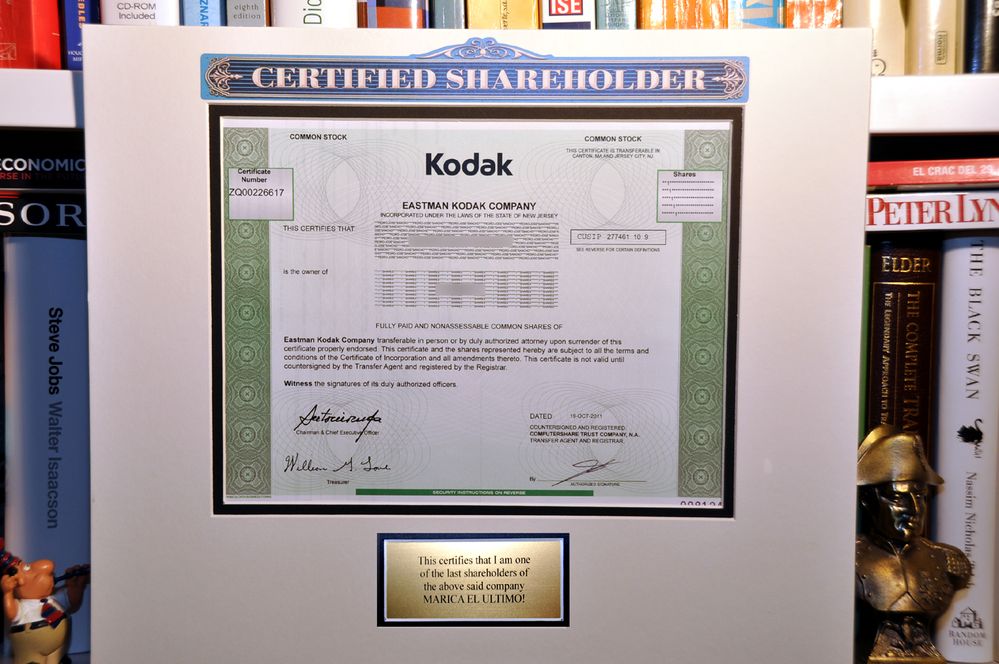 CD-ROM
Included
eighth
edition
ISE
CERTIFIED SHAREHOLDER
COMMON STOCK
COMMON STOCK
THIS CERTIFICATE IS TRANSFERABLE IN
CANTON, MA AND JERSEY CITY, NJ
Certificate
Number
ZQ00226617
Kodak
Shares
EASTMAN KODAK COMPANY
INCORPORATED UNDER THE LAWS OF THE STATE OF NEW JERSEY
THIS CERTIFIES THAT
CUSIP 277461 10 9
SEE REVERSE FOR CERTAIN DEFINITIONS
is the owner of
FULLY PAID AND NONASSESSABLE COMMON SHARES OF
Eastman Kodak Company transferable in person or by duly authorized attorney upon surrender of this
certificate properly endorsed. This certificate and the shares represented hereby are subject to all the terms and
conditions of the Certificate of Incorporation and all amendments thereto. This certificate is not valid until
countersigned by the Transfer Agent and registered by the Registrar.
Witness the signatures of its duly authorized officers.
Chairman & Chief Executive Officer
Treasurer
DATED 19-OCT-2011
COUNTERSIGNED AND REGISTERED:
COMPUTERSHARE TRUST COMPANY, N.A.
TRANSFER AGENT AND REGISTRAR,
By
AUTHORIZED SIGNATURE
SECURITY INSTRUCTIONS ON REVERSE
This certifies that I am one
of the last shareholders of
the above said company
MARICA EL ULTIMO!
ECONOMIC
SOR
Steve Jobs Walter Isaacson
EL CRAC DEL 29
PETER LYN
ELDER
THE COMPLETE TRA
THE LEGENDARY APPROACH TO
THE BLACK SWAN
Nassim Nicholas
RANDOM
HOUSE